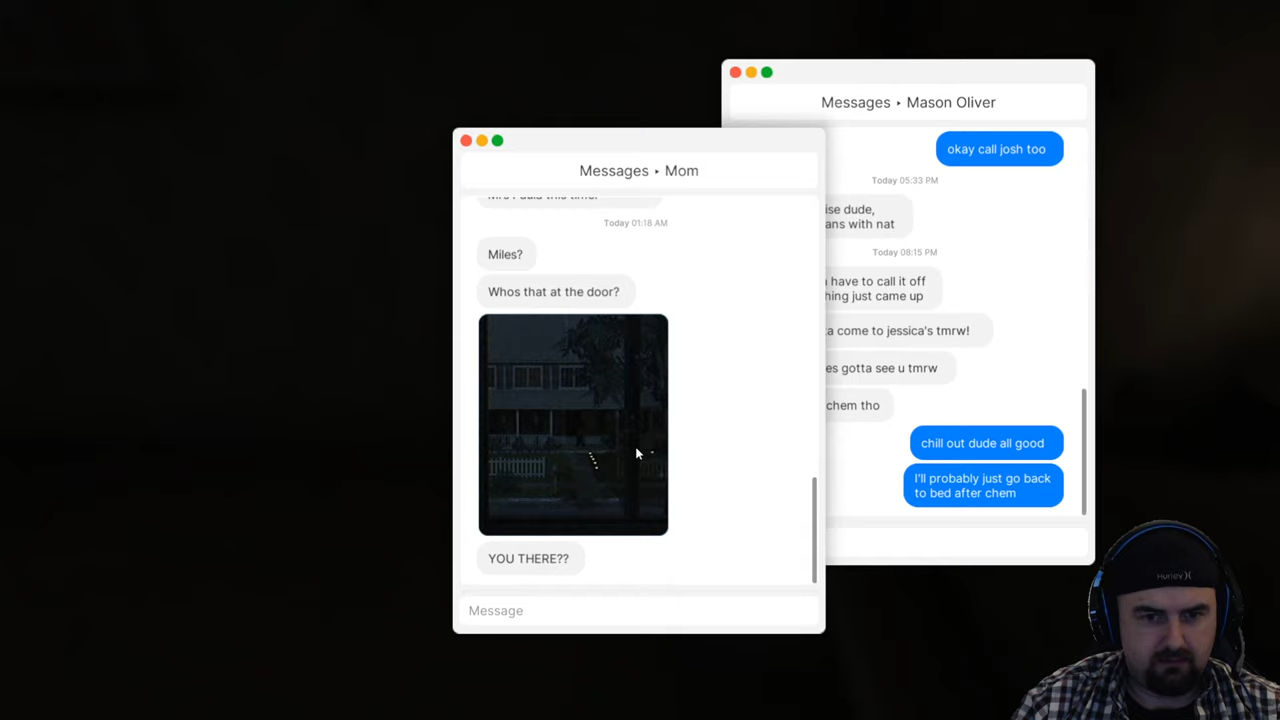 Messages ‣ Mason Oliver
okay call josh too
Today 05:33 PM
ise dude,
ans with nat
Today 08:15 PM
have to call it off
hing just came up
a come to jessica's tmrw!
es gotta see u tmrw
chem tho
chill out dude all good
I'll probably just go back
to bed after chem
Messages ‣ Mom
this time!
Today 01:18 AM
Miles?
Whos that at the door?
YOU THERE??
Message
Hurley